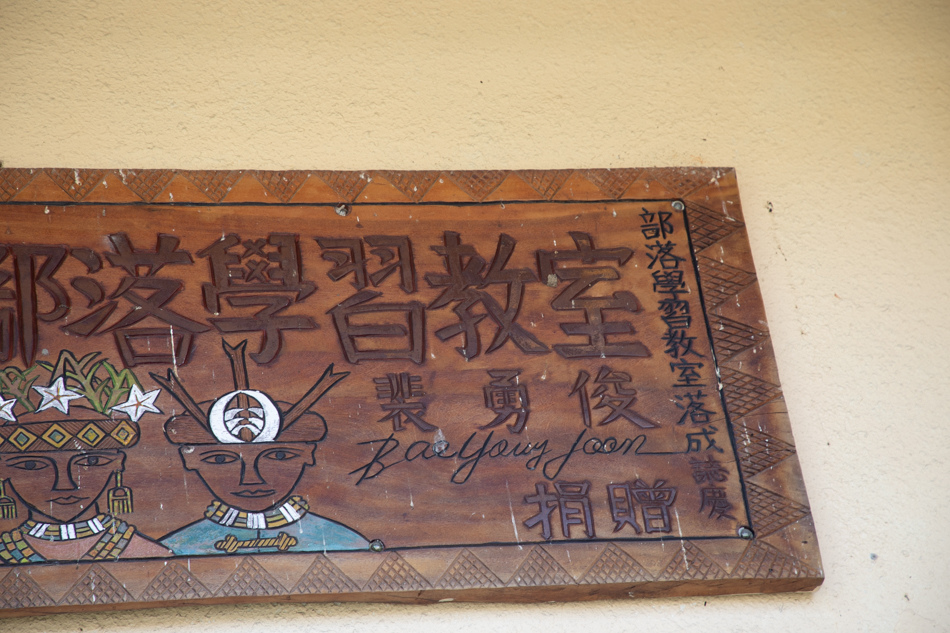 部落學習教室
裴勇俊
Bae Yong Joon
捐贈
部落學習教室落成誌慶